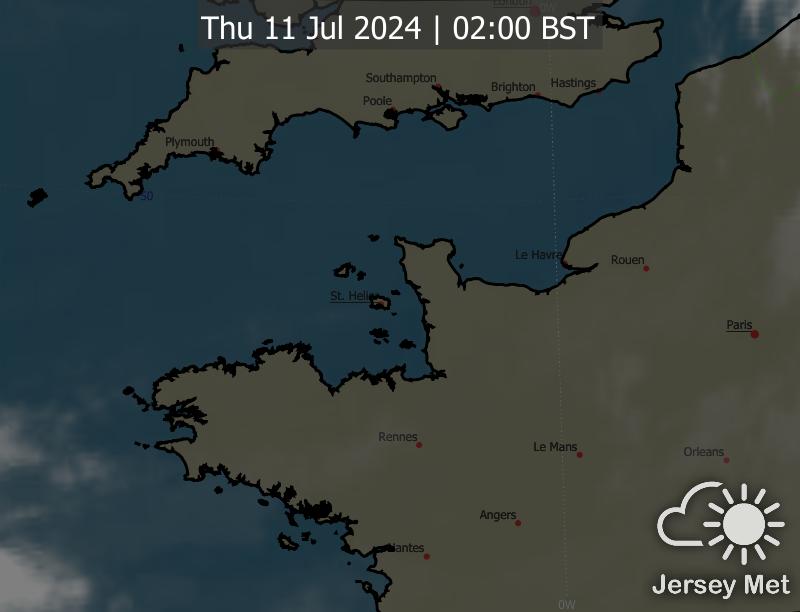 London
0W
Thu 11 Jul 2024 | 02:00 BST
Southampton
Brighton
Hastings
Poole
Plymouth
50
Le Havre
Rouen
St. Helier
Paris
Rennes
Le Mans
Orleans
Angers
Nantes
Jersey Met
0W